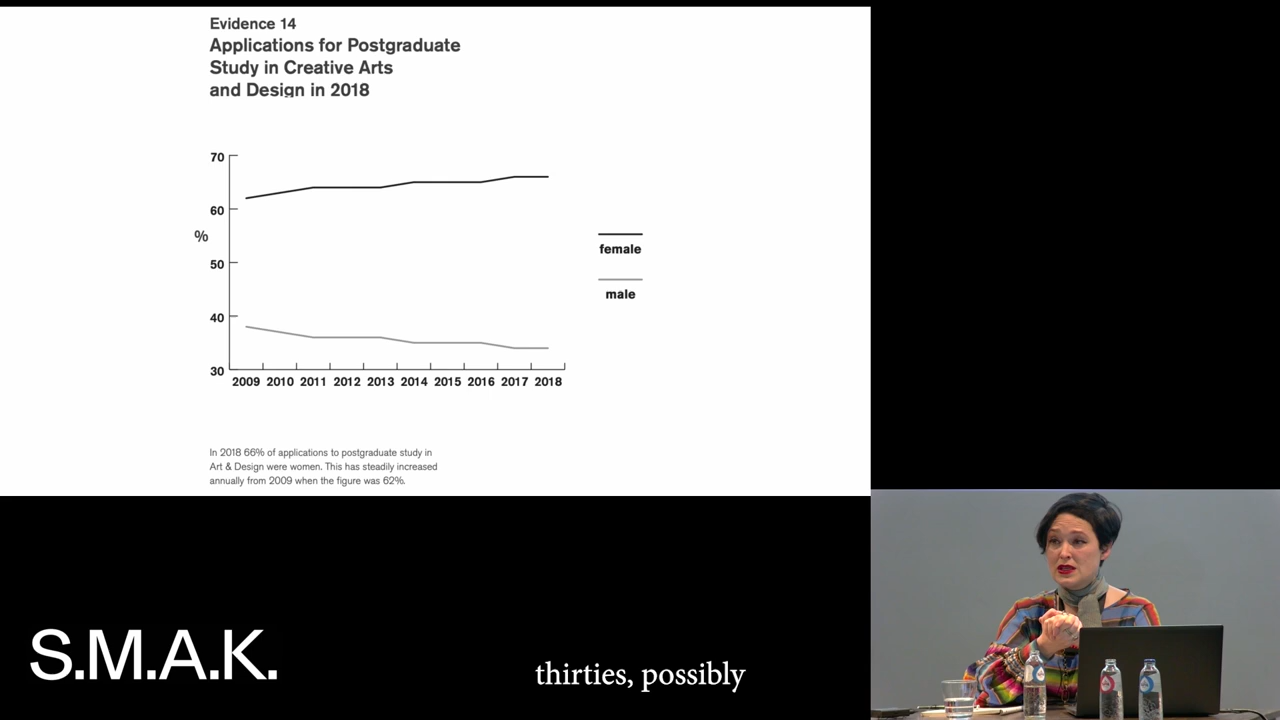 Evidence 14
Applications for Postgraduate
Study in Creative Arts
and Design in 2018
70
60
%
50
40
30
2009 2010 2011 2012 2013 2014 2015 2016 2017 2018
female
male
In 2018 66% of applications to postgraduate study in
Art & Design were women. This has steadily increased
annually from 2009 when the figure was 62%.
S.M.A.K.
thirties, possibly